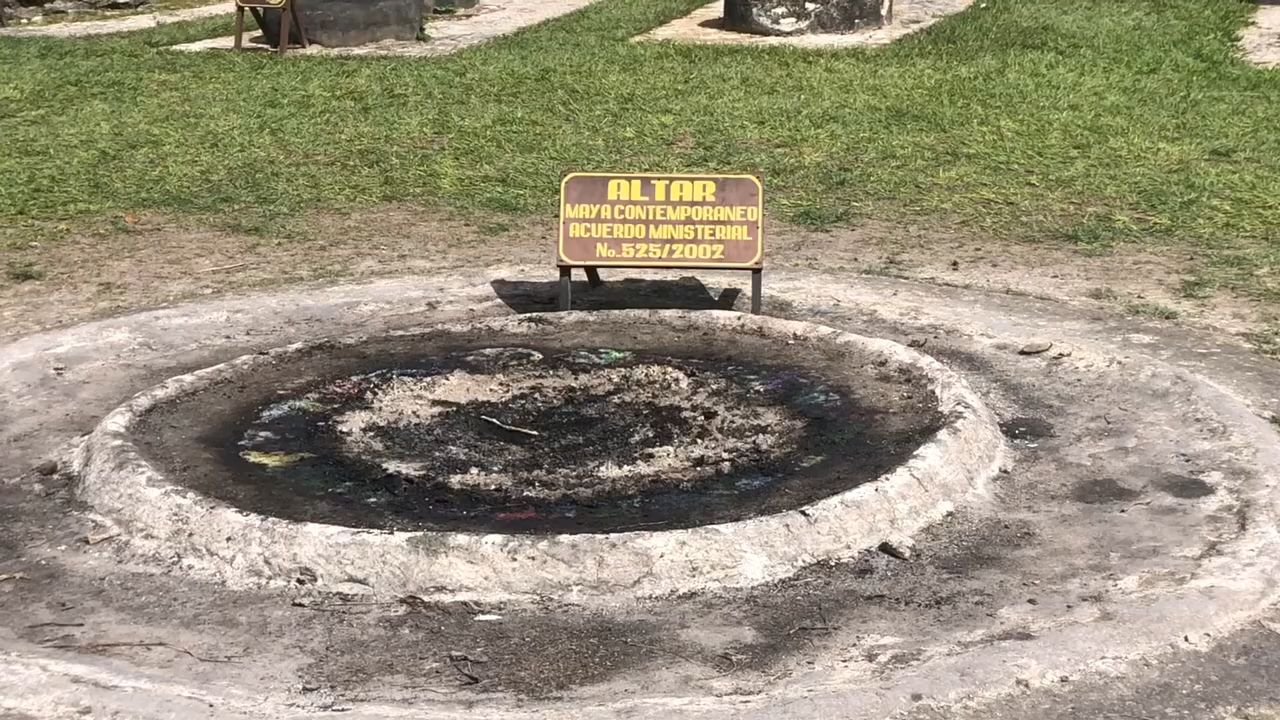 ALTAR
MAYA CONTEMPORANEO
ACUERDO MINISTERIAL
No. 525/2002